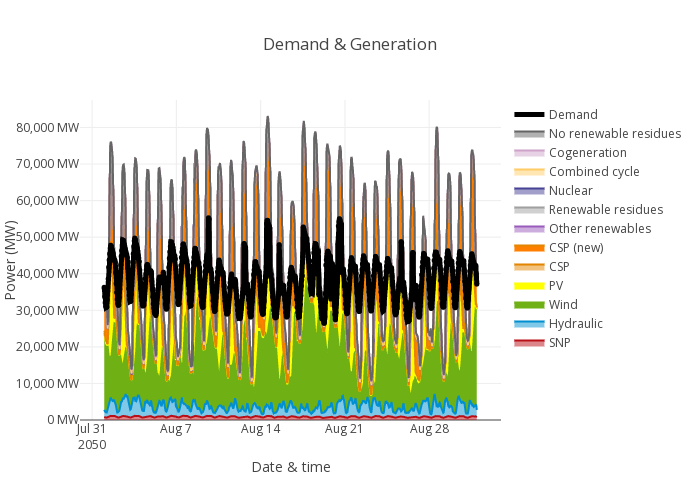 Demand & Generation
80,000 MW
70,000 MW
60,000 MW
50,000 MW
40,000 MW
30,000 MW
20,000 MW
10,000 MW
0 MW
Power (MW)
Jul 31
2050
Aug 7
Aug 14
Aug 21
Aug 28
Date & time
Demand
No renewable residues
Cogeneration
Combined cycle
Nuclear
Renewable residues
Other renewables
CSP (new)
CSP
PV
Wind
Hydraulic
SNP